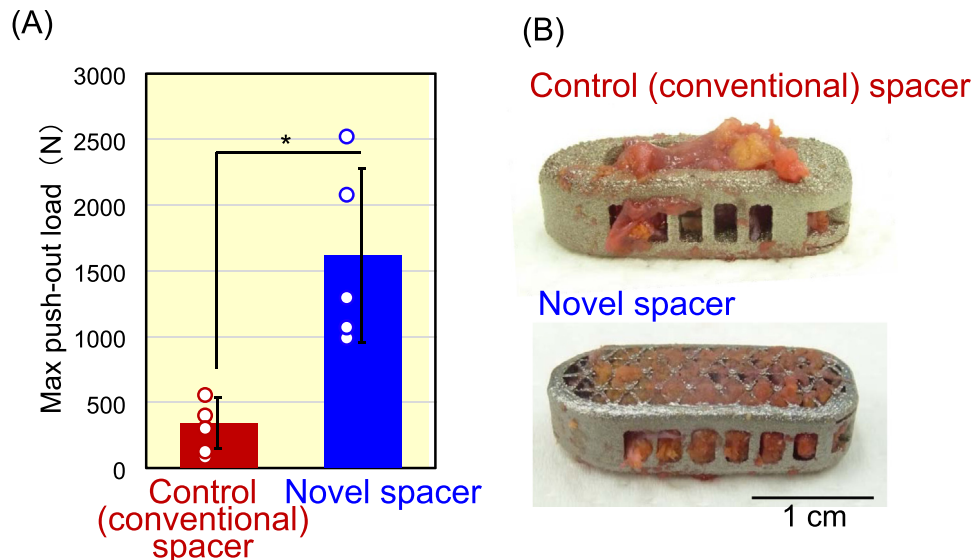 (A)
3000
2500
2000
1500
1000
500
0
Max push-out load (N)
*
Control
(conventional)
spacer
Novel spacer
(B)
Control (conventional) spacer
Novel spacer
1 cm